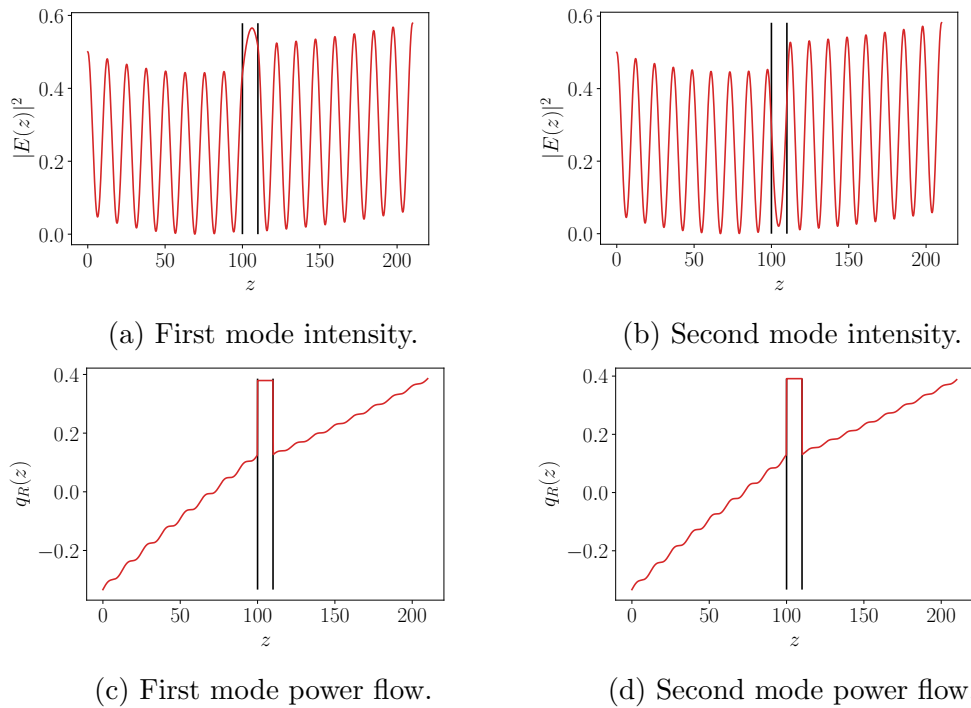 0.6
0.4
0.2
0.0
|E(z)|²
0 50 100 150 200
z
(a) First mode intensity.
0.6
0.4
0.2
0.0
|E(z)|²
0 50 100 150 200
z
(b) Second mode intensity.
0.4
0.2
0.0
−0.2
q_R(z)
0 50 100 150 200
z
(c) First mode power flow.
0.4
0.2
0.0
−0.2
q_R(z)
0 50 100 150 200
z
(d) Second mode power flow